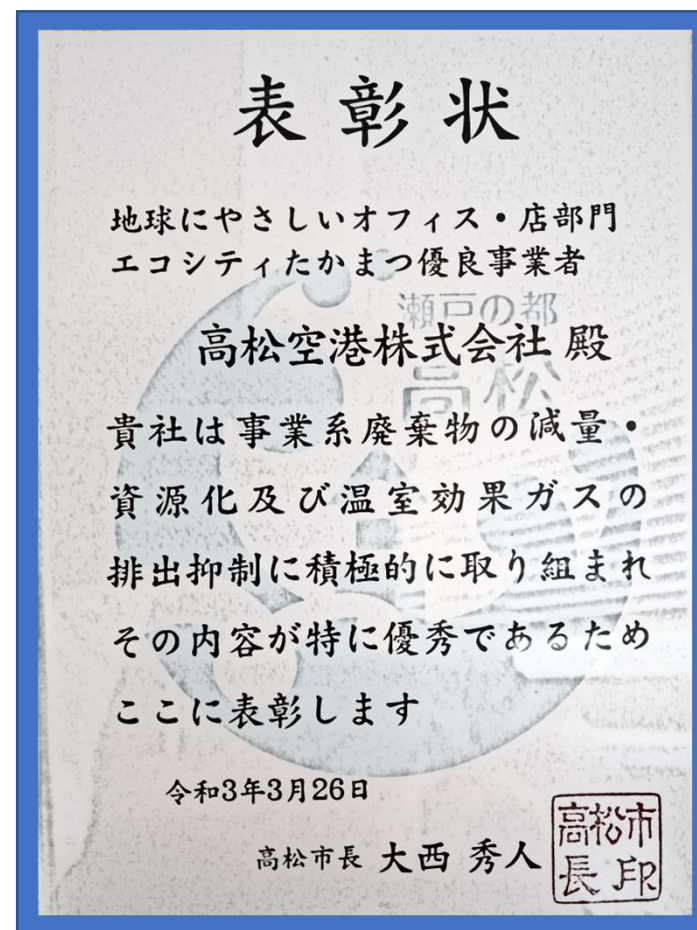 表彰状
地球にやさしいオフィス・店部門
エコシティたかまつ優良事業者
瀬戸の都
高松
高松空港株式会社 殿
貴社は事業系廃棄物の減量・
資源化及び温室効果ガスの
排出抑制に積極的に取り組まれ
その内容が特に優秀であるため
ここに表彰します
令和3年3月26日
高松市長 大西 秀人
高松市
長印